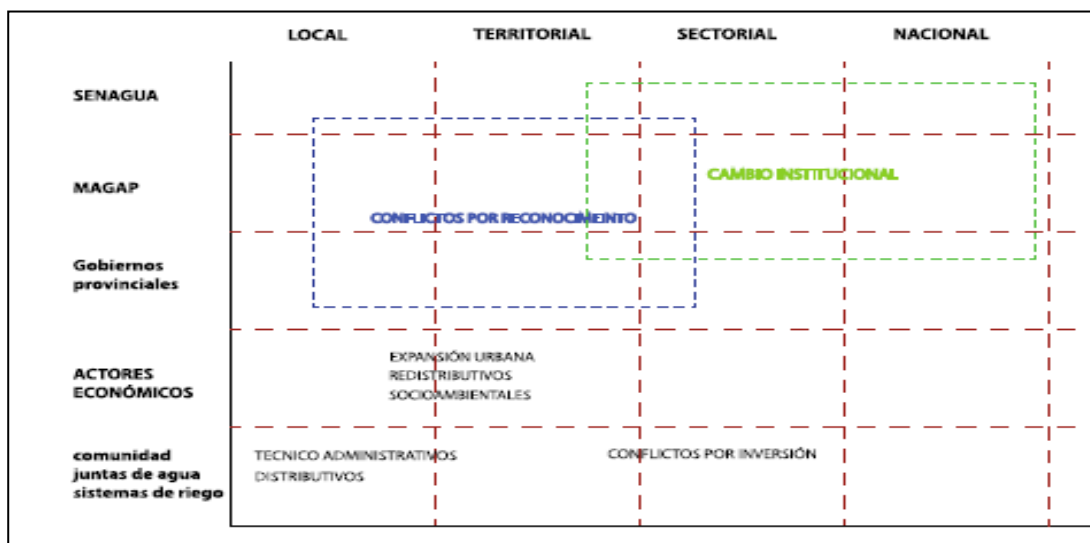 LOCAL TERRITORIAL SECTORIAL NACIONAL
SENAGUA
CAMBIO INSTITUCIONAL
MAGAP
CONFLICTOS POR RECONOCIMEINTO
Gobiernos
provinciales
EXPANSIÓN URBANA
REDISTRIBUTIVOS
SOCIOAMBIENTALES
ACTORES
ECONÓMICOS
comunidad
juntas de agua
sistemas de riego
TECNICO ADMINISTRATIVOS
DISTRIBUTIVOS
CONFLICTOS POR INVERSIÓN